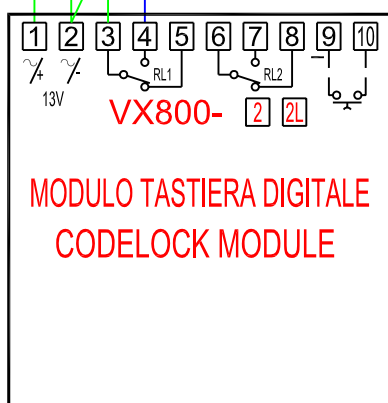 1 2 3 4 5 6 7 8 9 10
~/+ ~/- RL1 RL2 –
13V
VX800- 2 2L
MODULO TASTIERA DIGITALE
CODELOCK MODULE